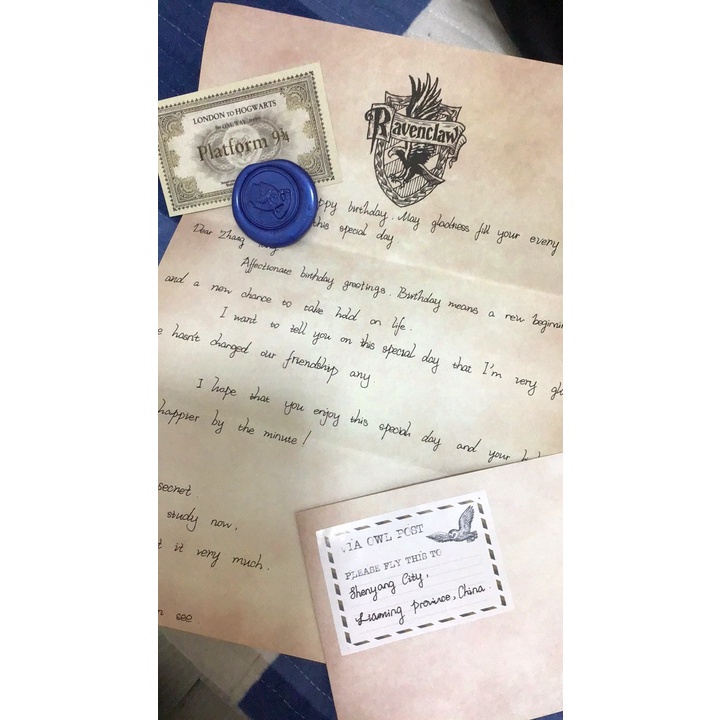 LONDON TO HOGWARTS
Platform 9¾
Ravenclaw
ppy birthday. May gladness fill your every
Dear Zhang
this special day.
Affectionate birthday greetings. Birthday means a new beginnin
and a new chance to take hold on life.
I want to tell you on this special day that I'm very gl
e hasn't changed our friendship any
I hope that you enjoy this special day and your
happier by the minute!
secret.
study now.
t it very much.
see
VIA OWL POST
PLEASE FLY THIS TO
Shenyang City,
Liaoning province, China